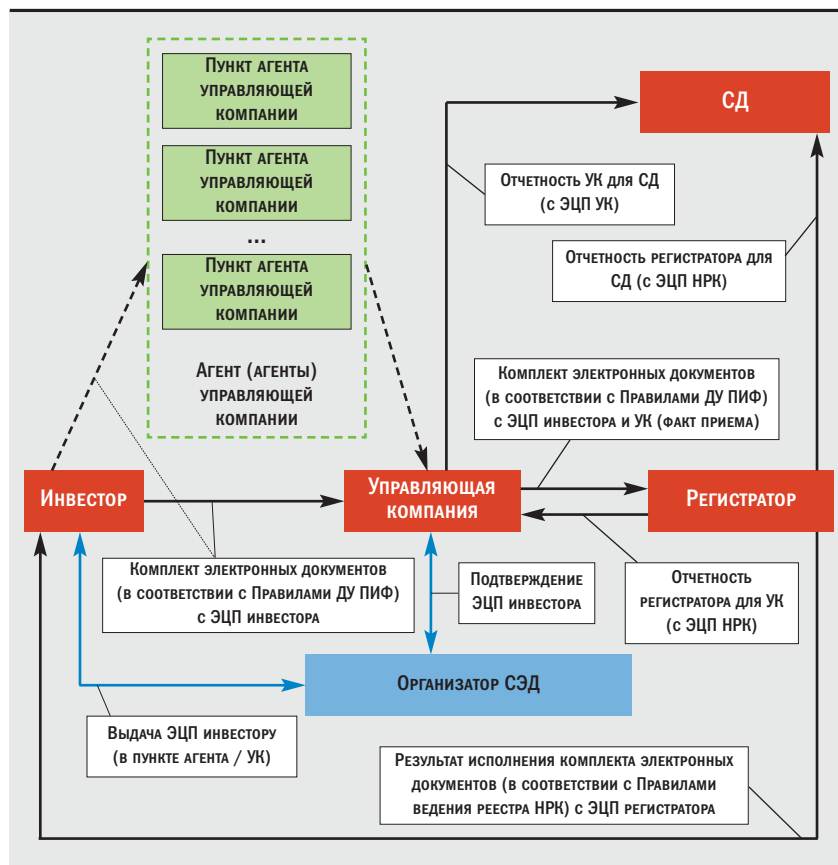 Пункт агента
управляющей
компании
Пункт агента
управляющей
компании
...
Пункт агента
управляющей
компании
Агент (агенты)
управляющей
компании
СД
Отчетность УК для СД
(с ЭЦП УК)
Отчетность регистратора для
СД (с ЭЦП НРК)
Комплект электронных документов
(в соответствии с Правилами ДУ ПИФ)
с ЭЦП инвестора и УК (факт приема)
Инвестор
Управляющая
компания
Регистратор
Комплект электронных документов
(в соответствии с Правилами ДУ ПИФ)
с ЭЦП инвестора
Подтверждение
ЭЦП инвестора
Отчетность
регистратора для УК
(с ЭЦП НРК)
Организатор СЭД
Выдача ЭЦП инвестору
(в пункте агента / УК)
Результат исполнения комплекта электронных
документов (в соответствии с Правилами
ведения реестра НРК) с ЭЦП регистратора